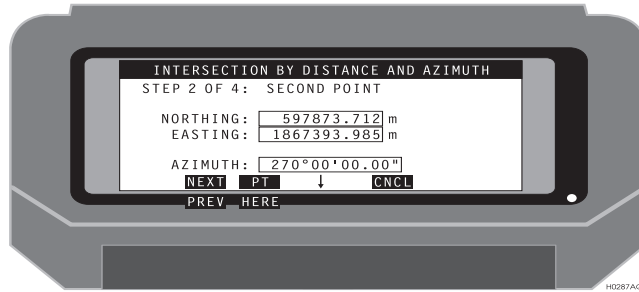 INTERSECTION BY DISTANCE AND AZIMUTH
STEP 2 OF 4: SECOND POINT
NORTHING: 597873.712 m
EASTING: 1867393.985 m
AZIMUTH: 270°00'00.00"
NEXT PT ↓ CNCL
PREV HERE
H0287AC